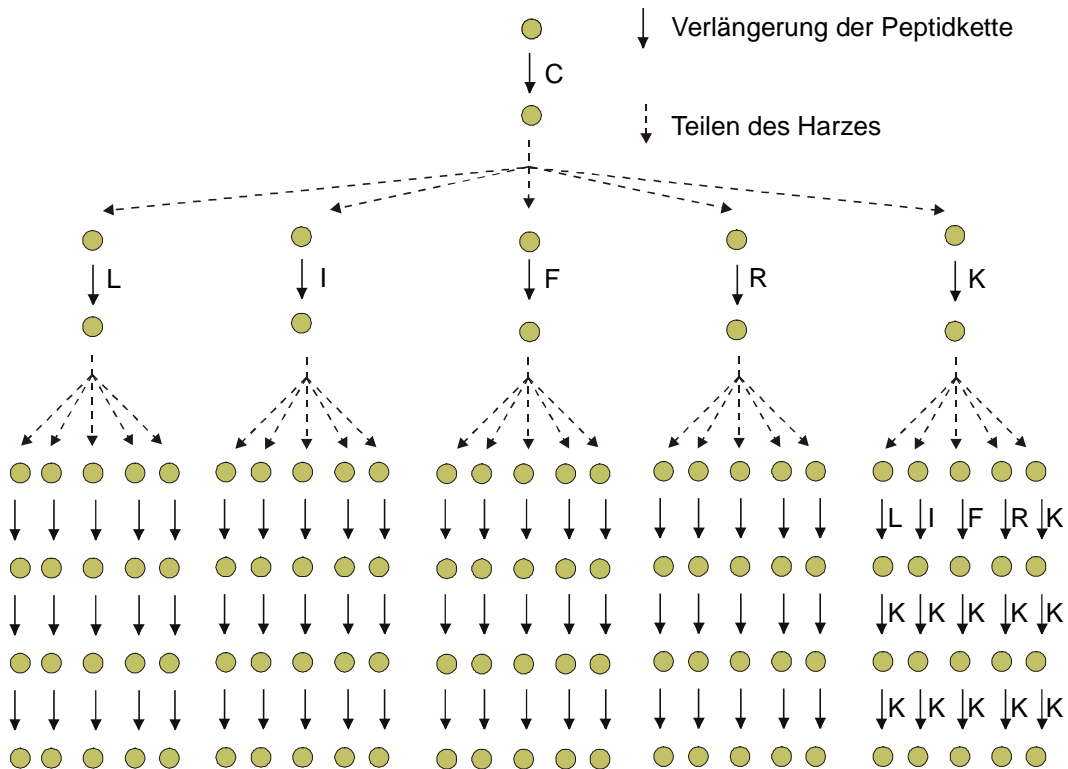 Verlängerung der Peptidkette
C
Teilen des Harzes
L I F R K
L I F R K
K K K K K
K K K K K